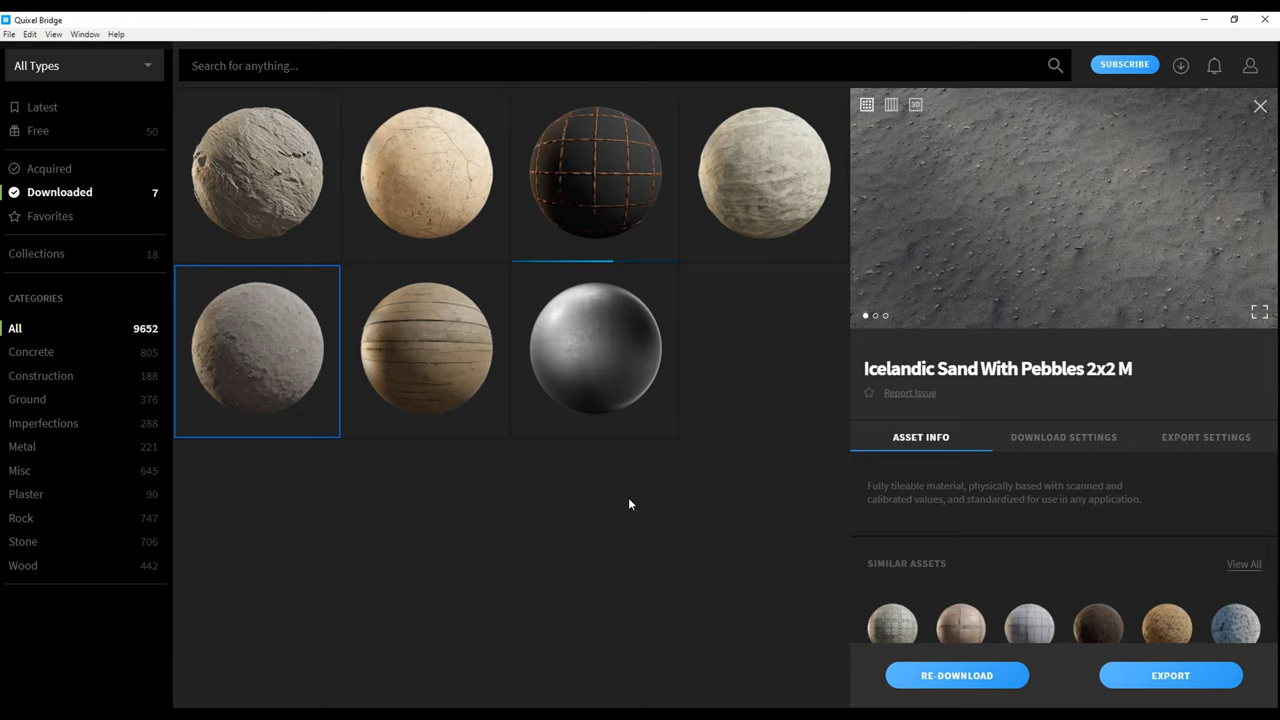 Quixel Bridge
File Edit View Window Help
All Types
Search for anything...
SUBSCRIBE
Latest
Free 50
Acquired
Downloaded 7
Favorites
Collections 18
CATEGORIES
All 9652
Concrete 805
Construction 188
Ground 376
Imperfections 288
Metal 221
Misc 645
Plaster 90
Rock 747
Stone 706
Wood 442
3D
Icelandic Sand With Pebbles 2x2 M
Report Issue
ASSET INFO DOWNLOAD SETTINGS EXPORT SETTINGS
Fully tileable material, physically based with scanned and
calibrated values, and standardized for use in any application.
SIMILAR ASSETS View All
RE-DOWNLOAD EXPORT